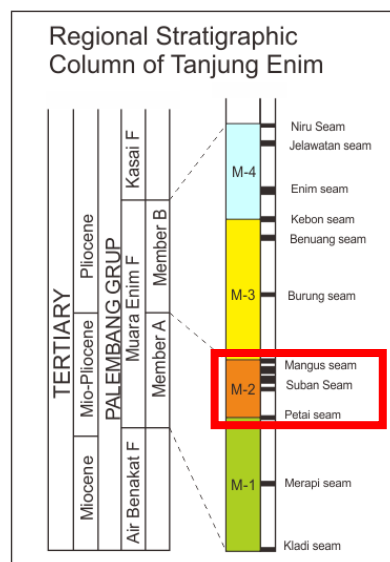 Regional Stratigraphic
Column of Tanjung Enim
TERTIARY
Miocene
Mio-Pliocene
Pliocene
PALEMBANG GRUP
Air Benakat F
Muara Enim F
Kasai F
Member A
Member B
M-4
M-3
M-2
M-1
Niru Seam
Jelawatan seam
Enim seam
Kebon seam
Benuang seam
Burung seam
Mangus seam
Suban Seam
Petai seam
Merapi seam
Kladi seam